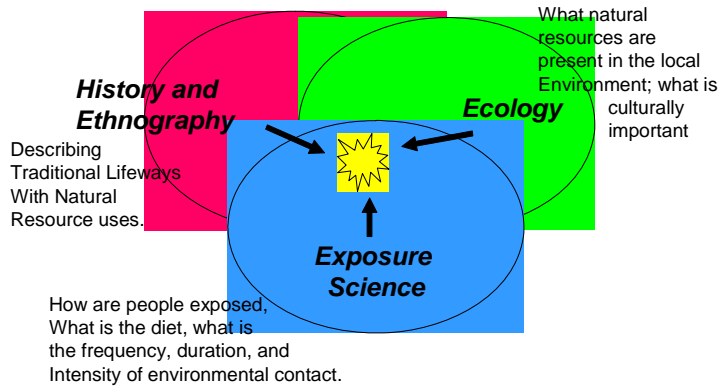 What natural
resources are
present in the local
Environment; what is
culturally
important
History and
Ethnography
Ecology
Describing
Traditional Lifeways
With Natural
Resource uses.
Exposure
Science
How are people exposed,
What is the diet, what is
the frequency, duration, and
Intensity of environmental contact.